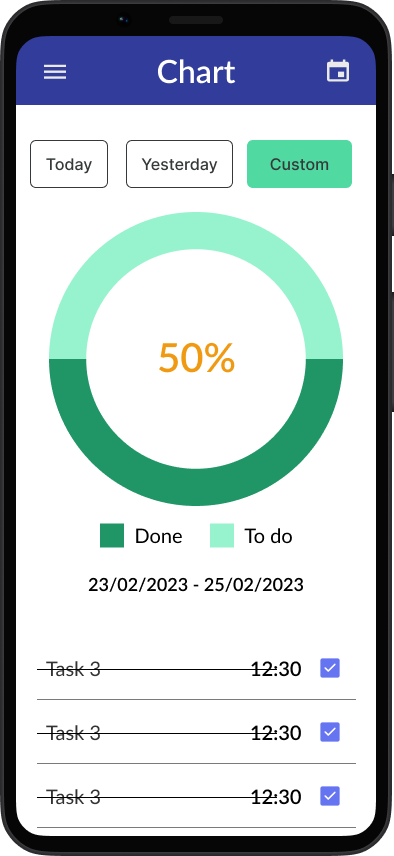 Chart
Today Yesterday Custom
50%
Done To do
23/02/2023 - 25/02/2023
Task 3 12:30
Task 3 12:30
Task 3 12:30